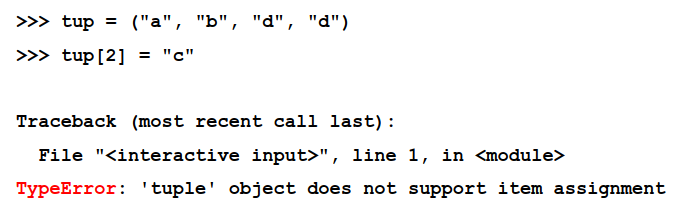 >>> tup = ("a", "b", "d", "d")
>>> tup[2] = "c"
Traceback (most recent call last):
  File "<interactive input>", line 1, in <module>
TypeError: 'tuple' object does not support item assignment